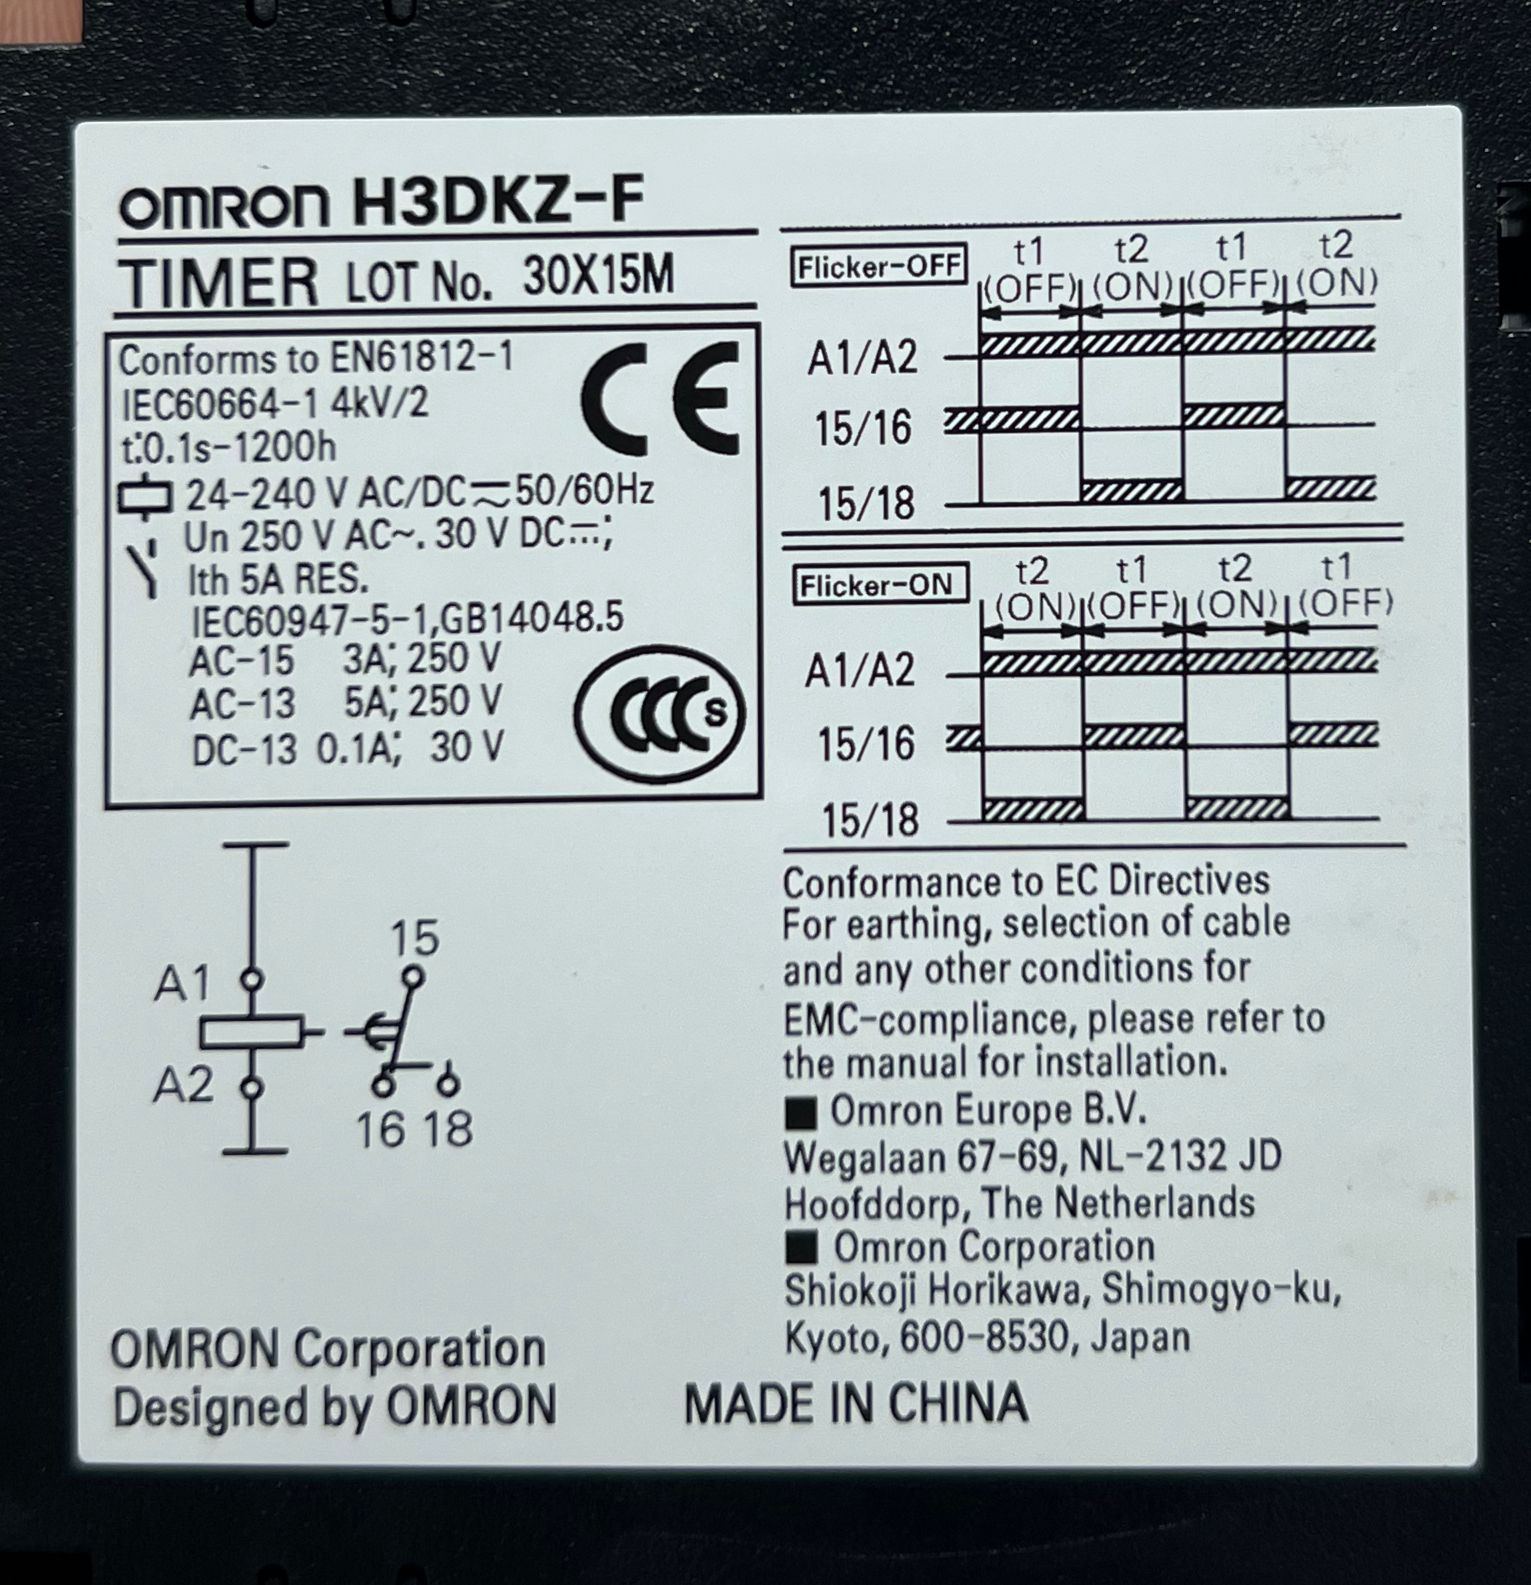 OMRON H3DKZ-F
TIMER LOT No. 30X15M
Conforms to EN61812-1
IEC60664-1 4kV/2
t:0.1s-1200h
24-240 V AC/DC⎓50/60Hz
Un 250 V AC~. 30 V DC⎓;
Ith 5A RES.
IEC60947-5-1,GB14048.5
AC-15 3A; 250 V
AC-13 5A; 250 V
DC-13 0.1A; 30 V
CE
CCC S
A1
A2
15
16 18
OMRON Corporation
Designed by OMRON
MADE IN CHINA
Flicker-OFF
t1 t2 t1 t2
(OFF) (ON) (OFF) (ON)
A1/A2
15/16
15/18
Flicker-ON
t2 t1 t2 t1
(ON) (OFF) (ON) (OFF)
A1/A2
15/16
15/18
Conformance to EC Directives
For earthing, selection of cable
and any other conditions for
EMC-compliance, please refer to
the manual for installation.
■ Omron Europe B.V.
Wegalaan 67-69, NL-2132 JD
Hoofddorp, The Netherlands
■ Omron Corporation
Shiokoji Horikawa, Shimogyo-ku,
Kyoto, 600-8530, Japan